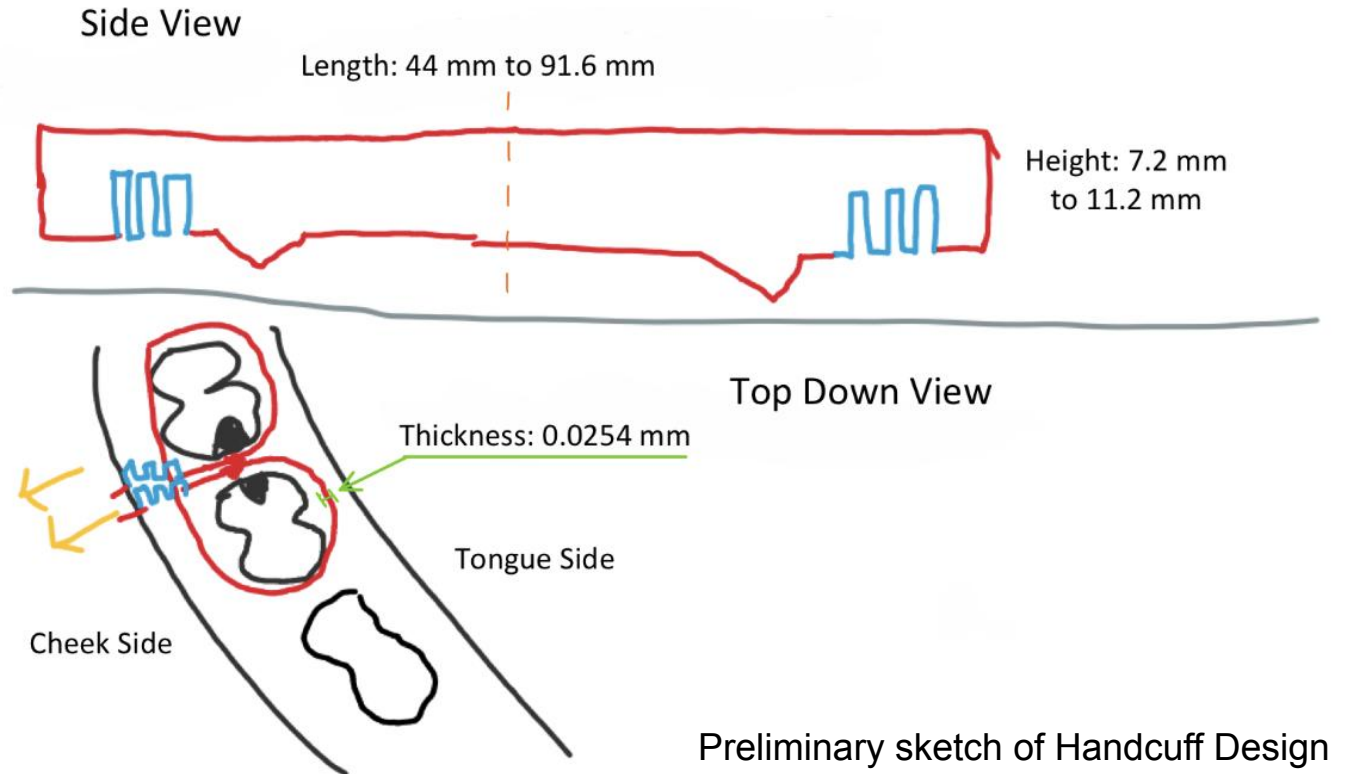 Side View
Length: 44 mm to 91.6 mm
Height: 7.2 mm
to 11.2 mm
Top Down View
Thickness: 0.0254 mm
Tongue Side
Cheek Side
Preliminary sketch of Handcuff Design